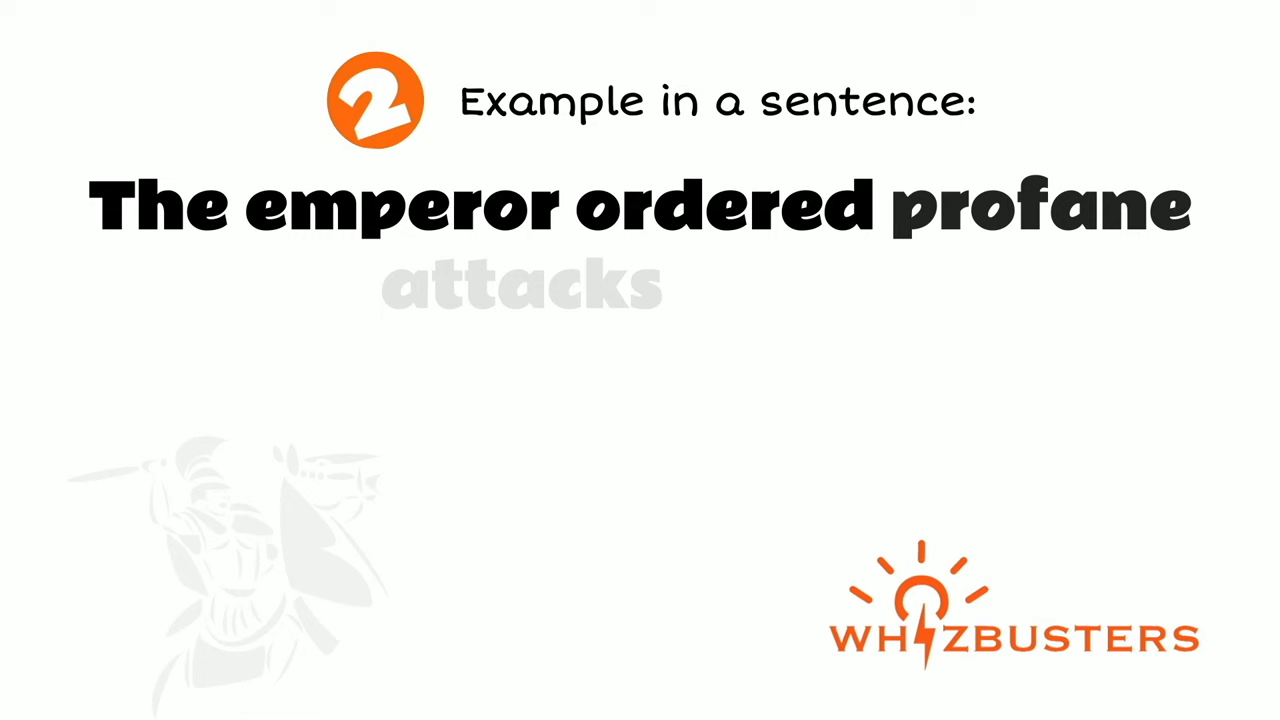 2 Example in a sentence:
The emperor ordered profane
attacks
WHIZBUSTERS